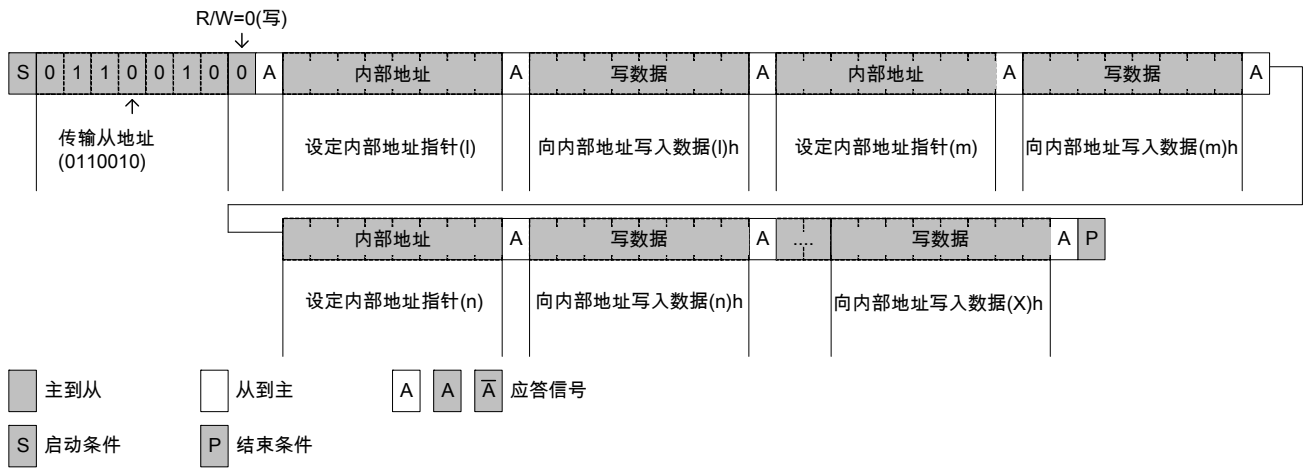 R/W=0(写)
S 0 1 1 0 0 1 0 0 A 内部地址 A 写数据 A 内部地址 A 写数据 A
传输从地址
(0110010)
设定内部地址指针(l) 向内部地址写入数据(l)h 设定内部地址指针(m) 向内部地址写入数据(m)h
内部地址 A 写数据 A .... 写数据 A P
设定内部地址指针(n) 向内部地址写入数据(n)h 向内部地址写入数据(X)h
主到从 从到主 A A A̅ 应答信号
S 启动条件 P 结束条件